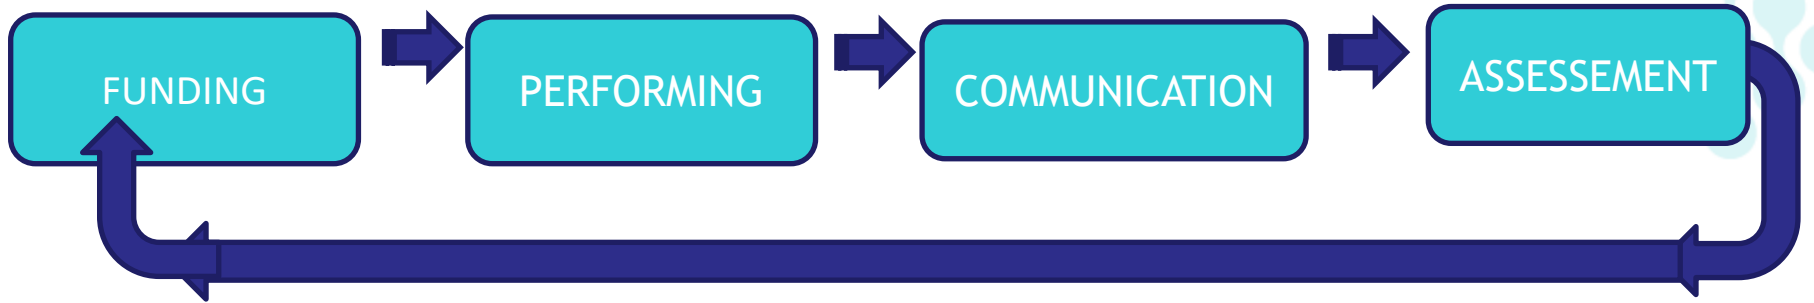 FUNDING
PERFORMING
COMMUNICATION
ASSESSEMENT